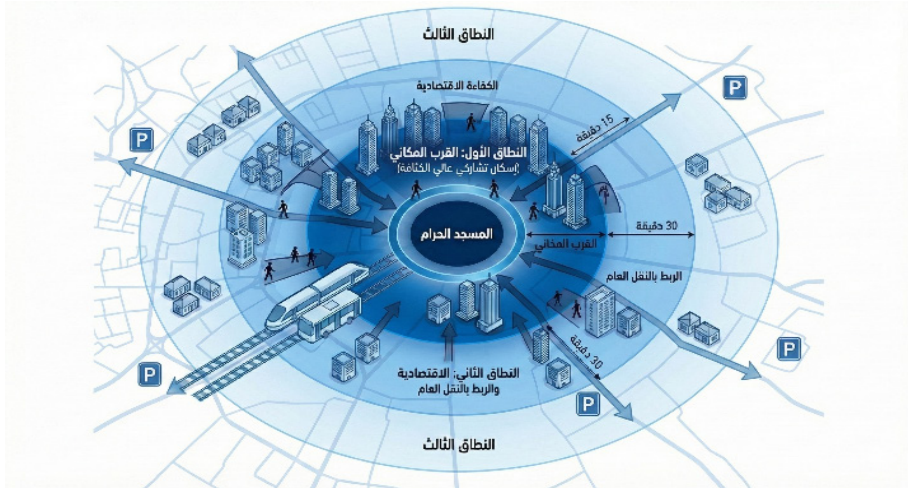 النطاق الثالث
الكفاءة الاقتصادية
P
P
15 دقيقة
النطاق الأول: القرب المكاني
(إسكان تشاركي عالي الكثافة)
المسجد الحرام
30 دقيقة
القرب المكاني
الربط بالنقل العام
30 دقيقة
P
P
النطاق الثاني: الاقتصادية
والربط بالنقل العام
P
النطاق الثالث